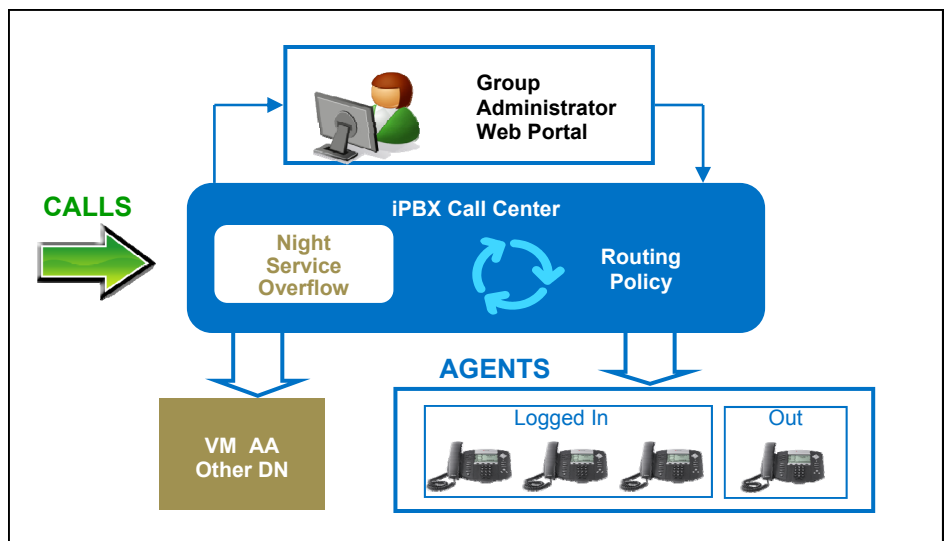 Group
Administrator
Web Portal
CALLS
iPBX Call Center
Night
Service
Overflow
Routing
Policy
AGENTS
VM AA
Other DN
Logged In
Out